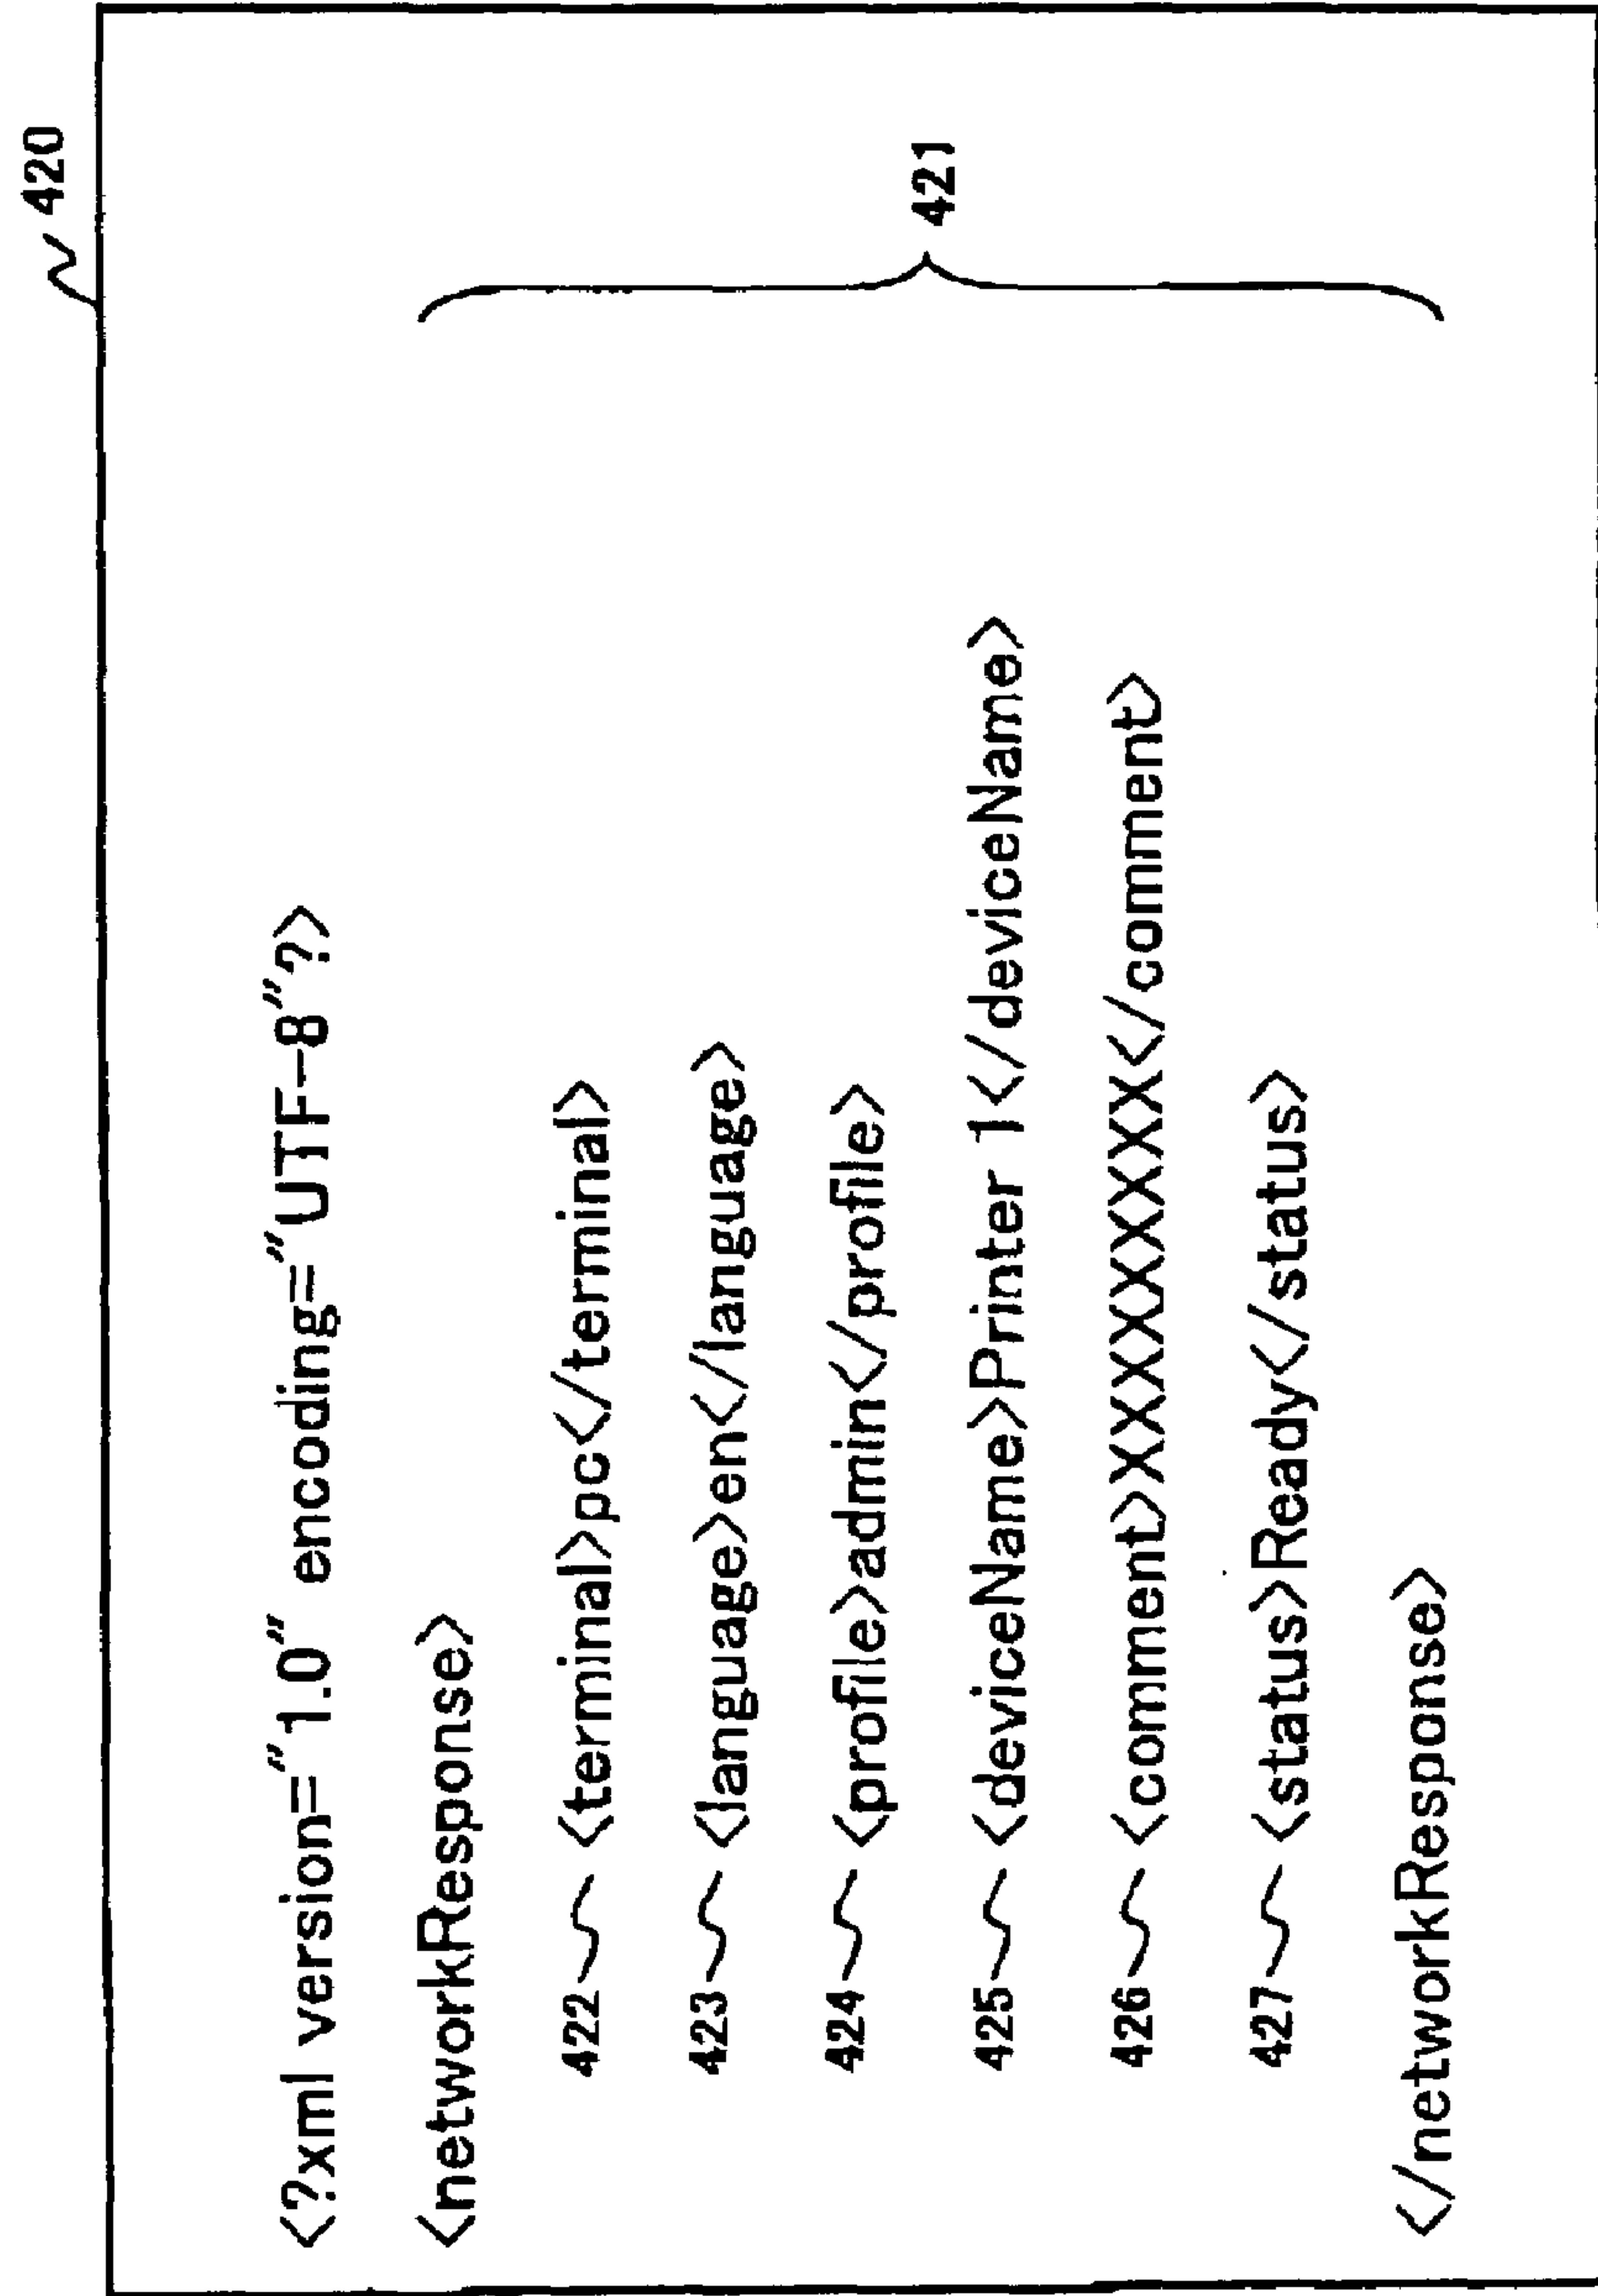 420
<?xml version="1.0" encoding="UTF-8"?>
<networkResponse>
422 <terminal>pc</terminal>
423 <language>en</language>
424 <profile>admin</profile>
425 <deviceName>Printer 1</deviceName>
426 <comment>XXXXXXXXX</comment>
427 <status>Ready</status>
</networkResponse>
421